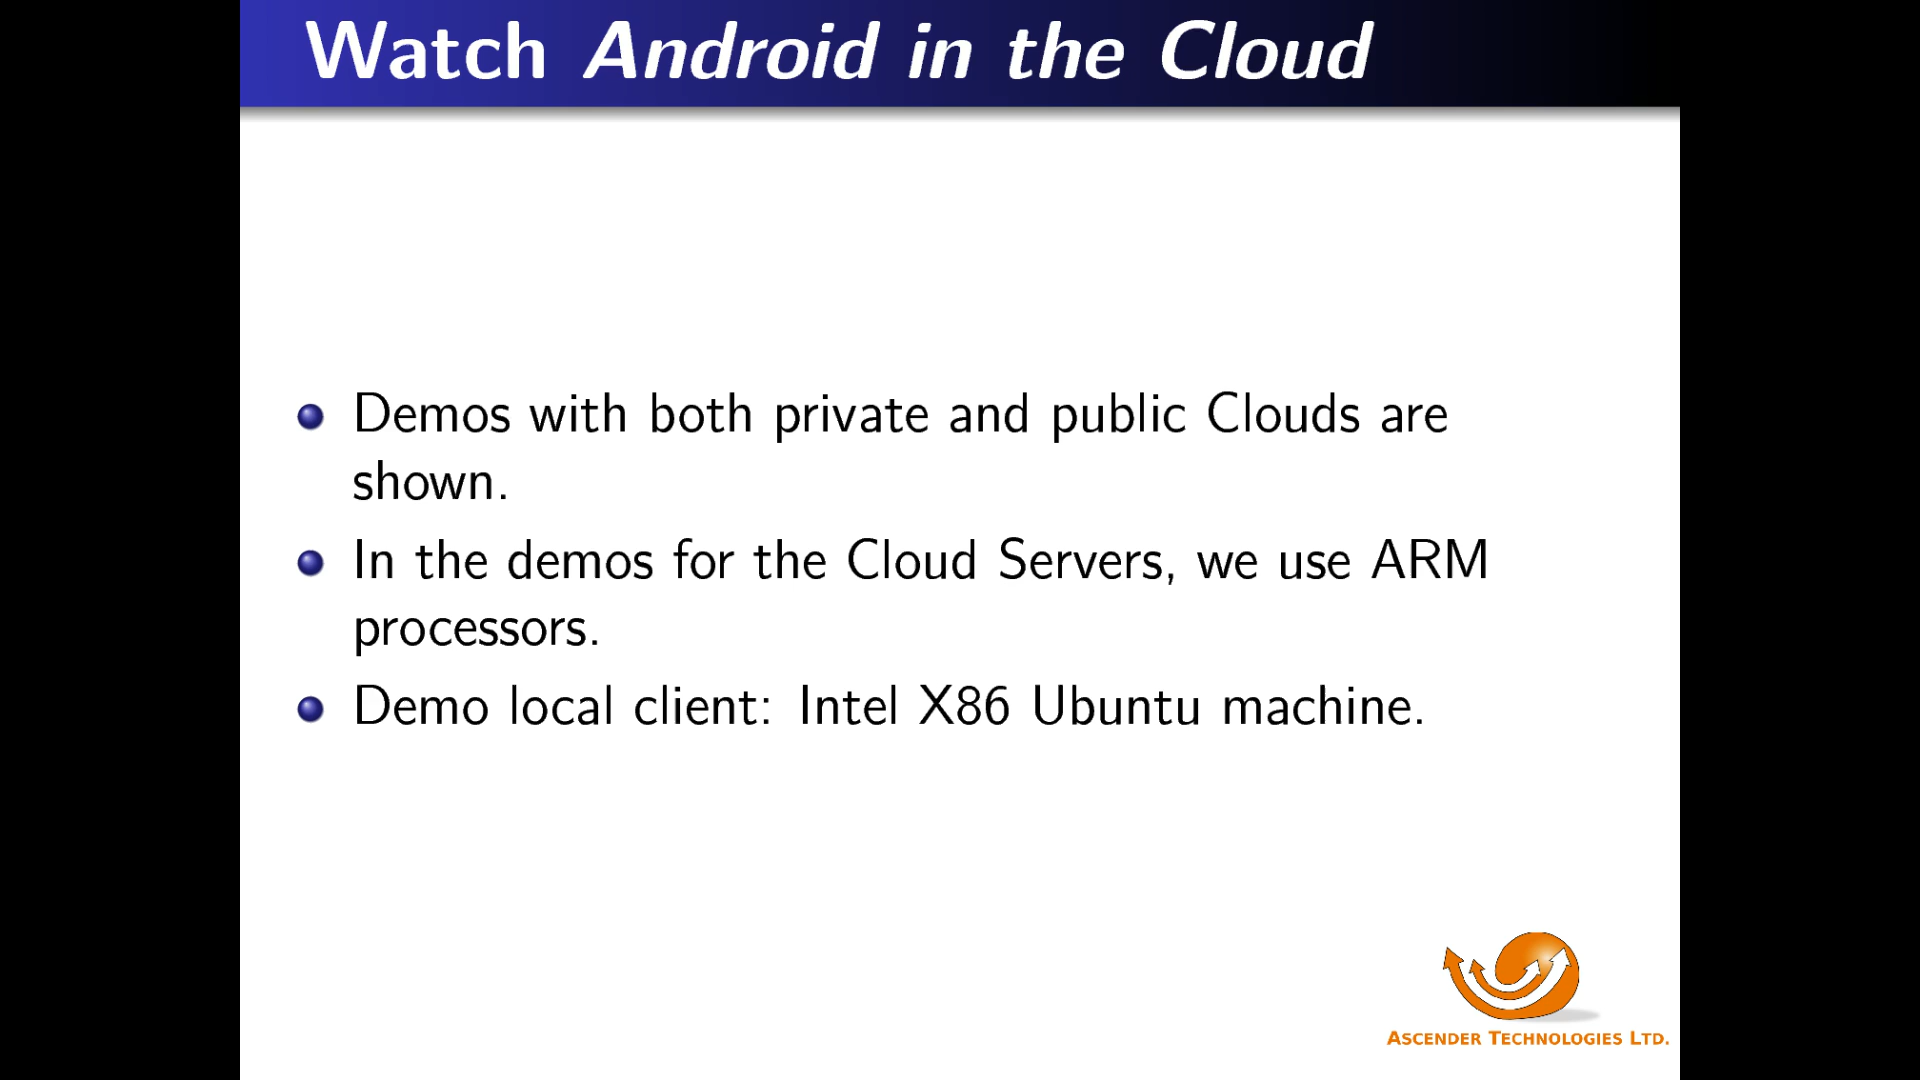 Watch Android in the Cloud
Demos with both private and public Clouds are
shown.
In the demos for the Cloud Servers, we use ARM
processors.
Demo local client: Intel X86 Ubuntu machine.
ASCENDER TECHNOLOGIES LTD.